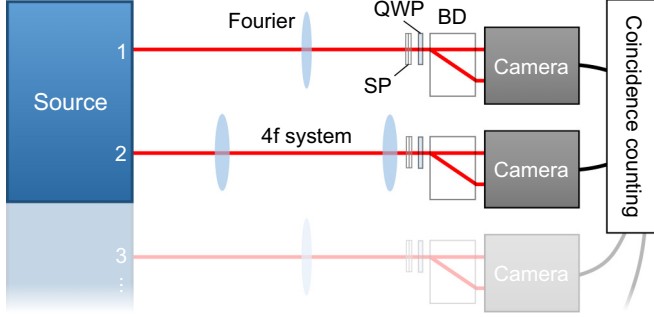 Fourier
QWP
BD
1
SP
Camera
Source
2
4f system
Camera
3
...
Camera
Coincidence counting